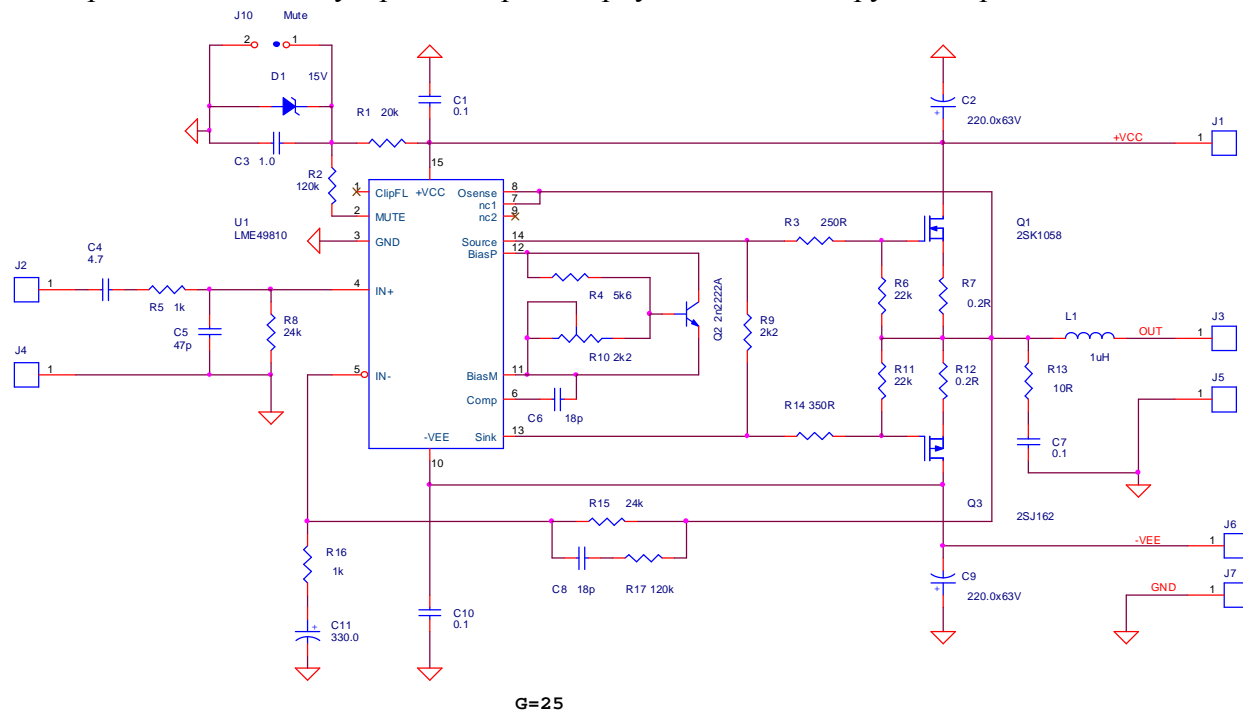 J10 Mute
2 1
D1 15V
R1 20k
C1
0.1
C2
220.0x63V
J1
+VCC 1
C3 1.0
R2
120k
15
1 ClipFL +VCC Osense 8
nc1 7
nc2 9
2 MUTE
U1
LME49810
3 GND
Source 14
BiasP 12
R3 250R
Q1
2SK1058
J2
1
C4
4.7
R5 1k
4 IN+
C5
47p
R8
24k
R4 5k6
R10 2k2
Q2 2n2222A
R9
2k2
R6
22k
R7
0.2R
L1
1uH
OUT 1
J3
J4
1
5 IN-
BiasM 11
Comp 6
C6 18p
R11
22k
R12
0.2R
R13
10R
J5
1
-VEE Sink 13
10
R14 350R
C7
0.1
Q3
2SJ162
R15 24k
C8 18p R17 120k
R16
1k
C11
330.0
C10
0.1
C9
220.0x63V
J6
-VEE 1
J7
GND 1
G=25